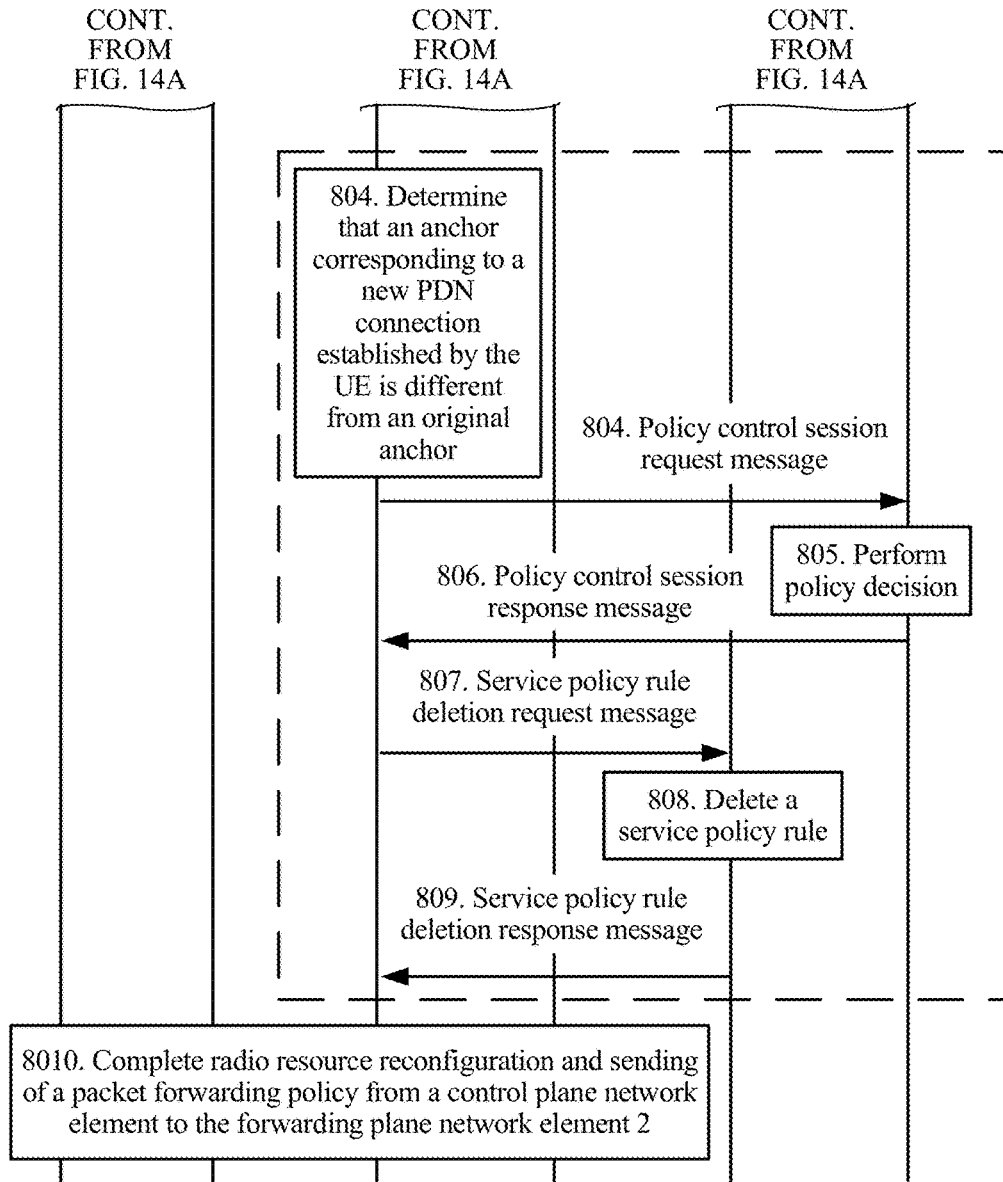 CONT.
FROM
FIG. 14A
CONT.
FROM
FIG. 14A
CONT.
FROM
FIG. 14A
804. Determine
that an anchor
corresponding to a
new PDN
connection
established by the
UE is different
from an original
anchor
804. Policy control session
request message
805. Perform
policy decision
806. Policy control session
response message
807. Service policy rule
deletion request message
808. Delete a
service policy rule
809. Service policy rule
deletion response message
8010. Complete radio resource reconfiguration and sending
of a packet forwarding policy from a control plane network
element to the forwarding plane network element 2